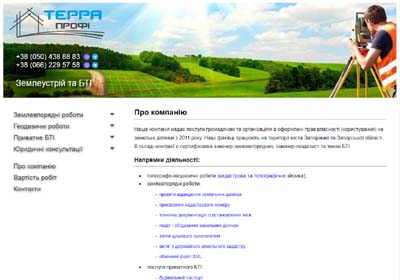 ТЕРРА
ПРОФІ
+38 (050) 438 88 83
+38 (066) 229 57 58
Землеустрій та БТІ
Землевпорядні роботи
Геодезичні роботи
Приватне БТІ
Юридичні консультації
Про компанію
Вартість робіт
Контакти
Про компанію
Наша компанія надає послуги громадянам та організаціям в оформленні прав власності (користування) на
земельні ділянки з 2011 року. Наші фахівці працюють на території міста Запоріжжя та Запорізької області.
В складі компанії є сертифіковані інженер-землевпорядник, інженер-геодезист та технік БТІ.
Напрямки діяльності:
топографо-геодезичні роботи (кадастрова та топографічна зйомки),
землевпорядні роботи
- проекти відведення земельних ділянок
- присвоєння кадастрового номеру
- технічна документація із встановлення меж
- поділ і об'єднання земельних ділянок
- зміна цільового призначення
- витяг з державного земельного кадастру
- обмінний файл XML
послуги приватного БТІ
- будівельний паспорт